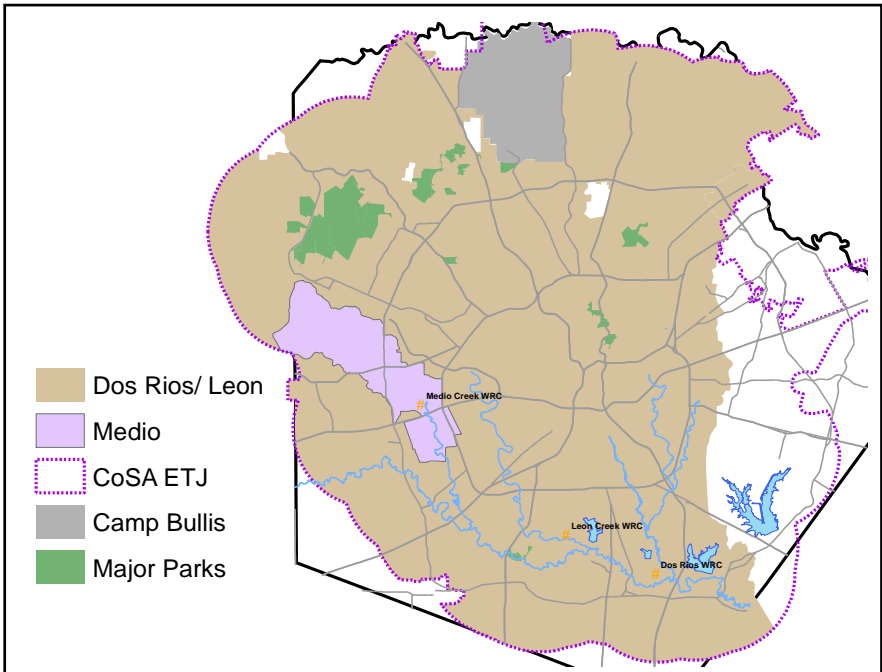 Dos Rios/ Leon
Medio
CoSA ETJ
Camp Bullis
Major Parks
# Medio Creek WRC
# Leon Creek WRC
# Dos Rios WRC